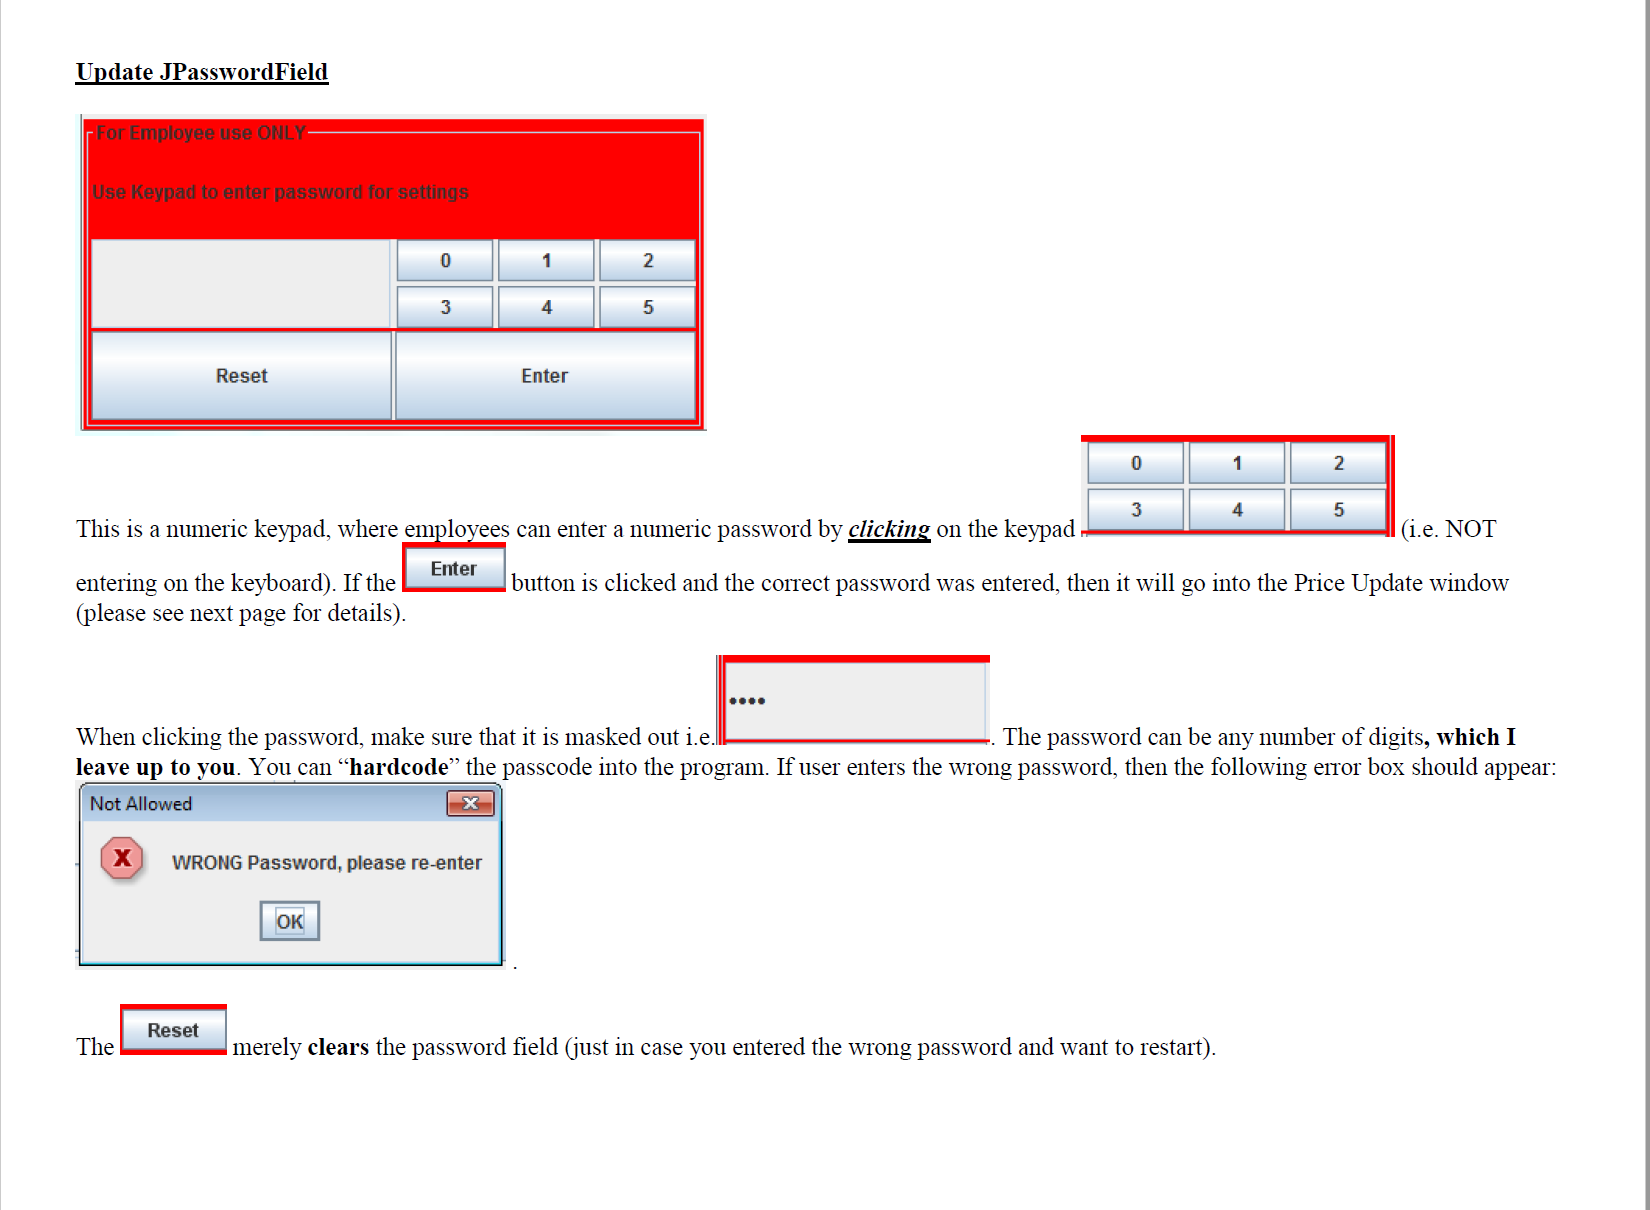 Update JPasswordField
For Employee use ONLY
Use Keypad to enter password for settings
0 1 2
3 4 5
Reset Enter
0 1 2
3 4 5
This is a numeric keypad, where employees can enter a numeric password by clicking on the keypad (i.e. NOT
entering on the keyboard). If the Enter button is clicked and the correct password was entered, then it will go into the Price Update window
(please see next page for details).
••••
When clicking the password, make sure that it is masked out i.e. . The password can be any number of digits, which I
leave up to you. You can “hardcode” the passcode into the program. If user enters the wrong password, then the following error box should appear:
Not Allowed
WRONG Password, please re-enter
OK
.
The Reset merely clears the password field (just in case you entered the wrong password and want to restart).